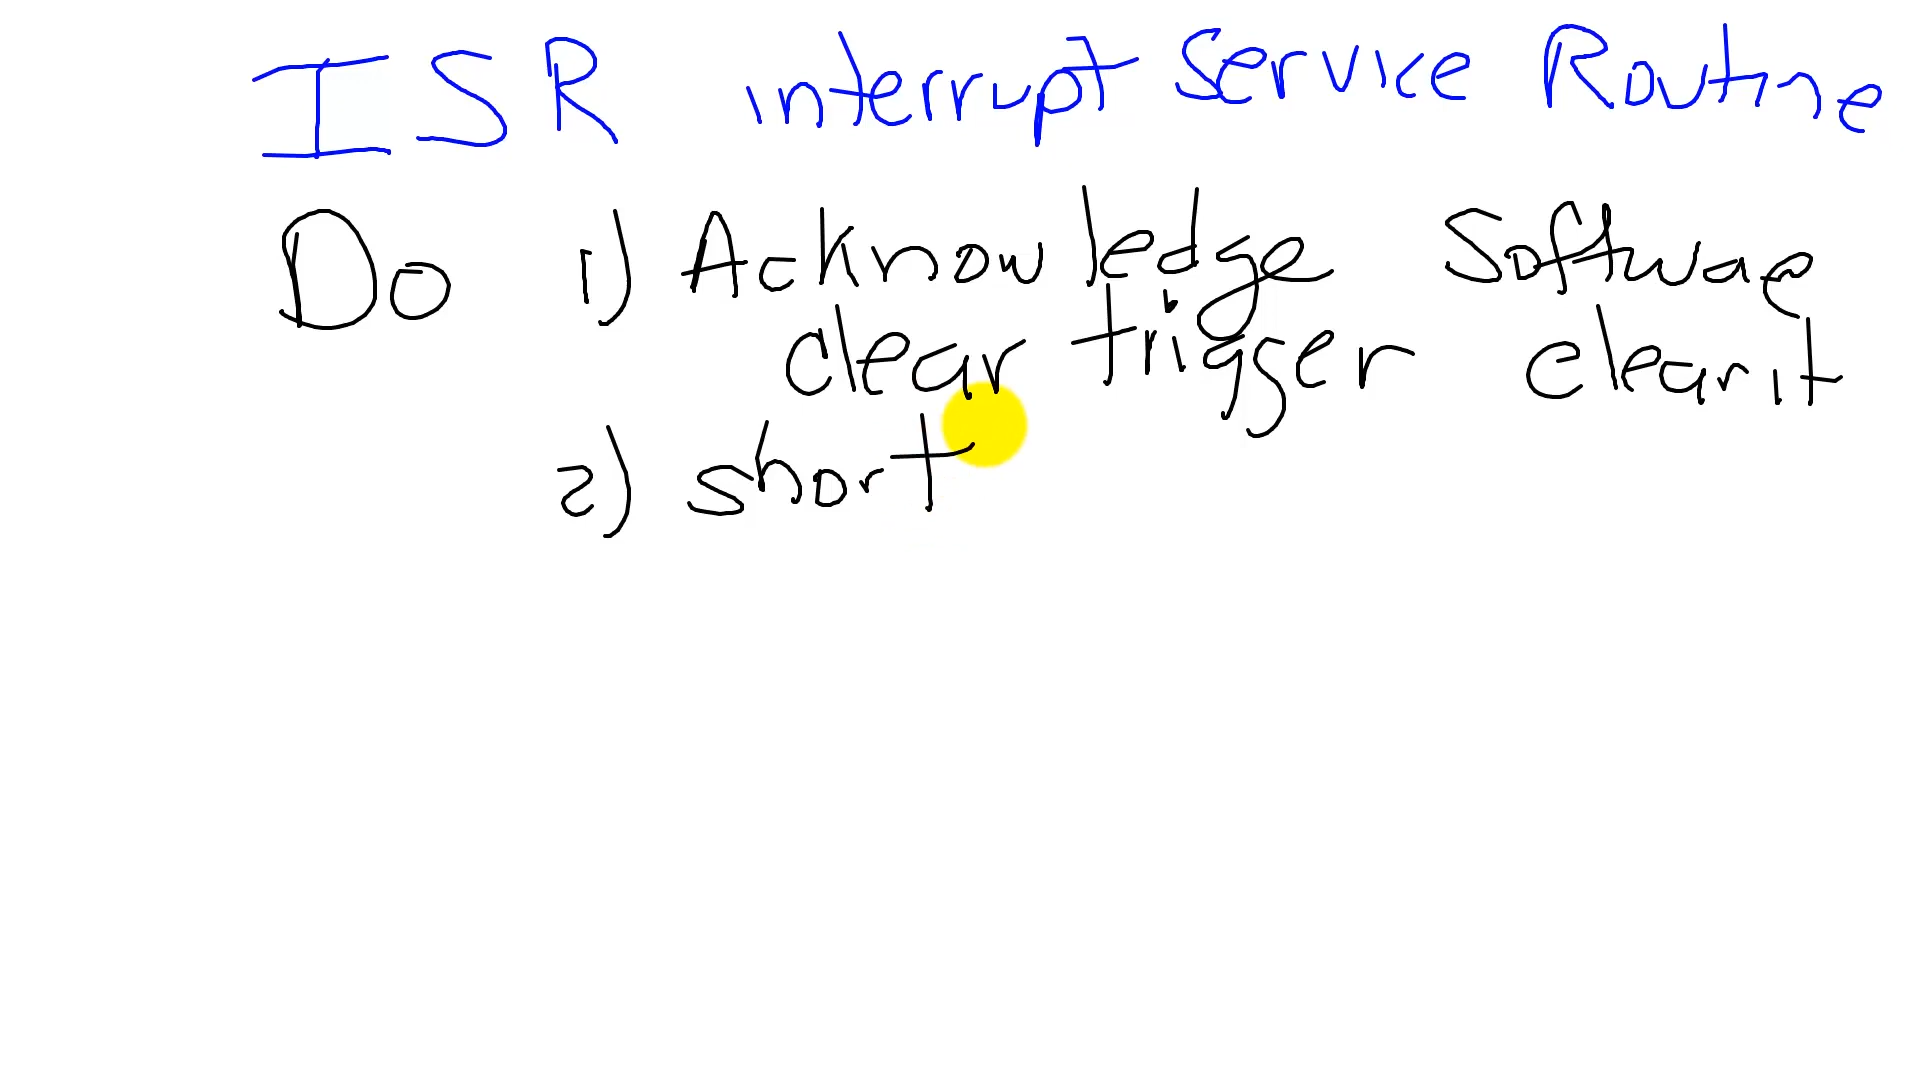 ISR interrupt Service Routine
Do 1) Acknowledge Softwae
clear trigger clear it
2) short